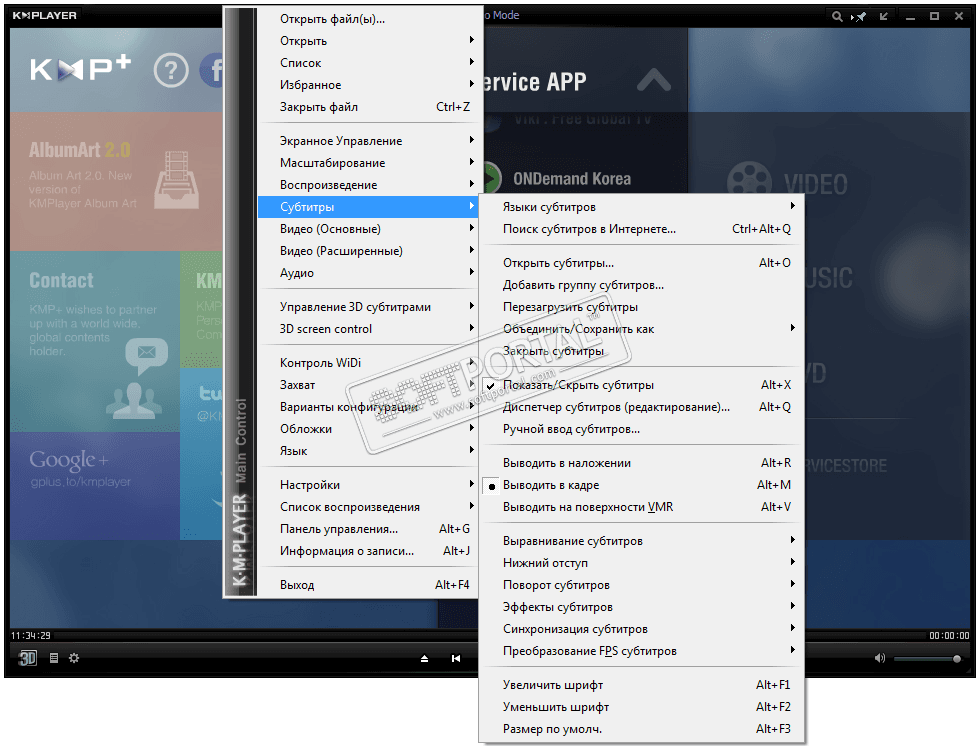 KMPLAYER
o Mode
KMP+
?
f
ervice APP
AlbumArt 2.0
Album Art 2.0. New
version of
KMPlayer Album Art
Viki : Free Global TV
ONDemand Korea
VIDEO
Contact
KMP+ wishes to partner
up with a world wide,
global contents
holder.
KM
KMP
Pers
Com
USIC
VD
tw
@KM
Google+
gplus.to/kmplayer
RVICESTORE
K·M·PLAYER Main Control
Открыть файл(ы)...
Открыть
Список
Избранное
Закрыть файл Ctrl+Z
Экранное Управление
Масштабирование
Воспроизведение
Субтитры
Видео (Основные)
Видео (Расширенные)
Аудио
Управление 3D субтитрами
3D screen control
Контроль WiDi
Захват
Варианты конфигурации
Обложки
Язык
Настройки
Список воспроизведения
Панель управления... Alt+G
Информация о записи... Alt+J
Выход Alt+F4
Языки субтитров
Поиск субтитров в Интернете... Ctrl+Alt+Q
Открыть субтитры... Alt+O
Добавить группу субтитров...
Перезагрузить субтитры
Объединить/Сохранить как
Закрыть субтитры
Показать/Скрыть субтитры Alt+X
Диспетчер субтитров (редактирование)... Alt+Q
Ручной ввод субтитров...
Выводить в наложении Alt+R
Выводить в кадре Alt+M
Выводить на поверхности VMR Alt+V
Выравнивание субтитров
Нижний отступ
Поворот субтитров
Эффекты субтитров
Синхронизация субтитров
Преобразование FPS субтитров
Увеличить шрифт Alt+F1
Уменьшить шрифт Alt+F2
Размер по умолч. Alt+F3
SOFTPORTAL™
www.softportal.com
11:34:29
00:00:00
3D